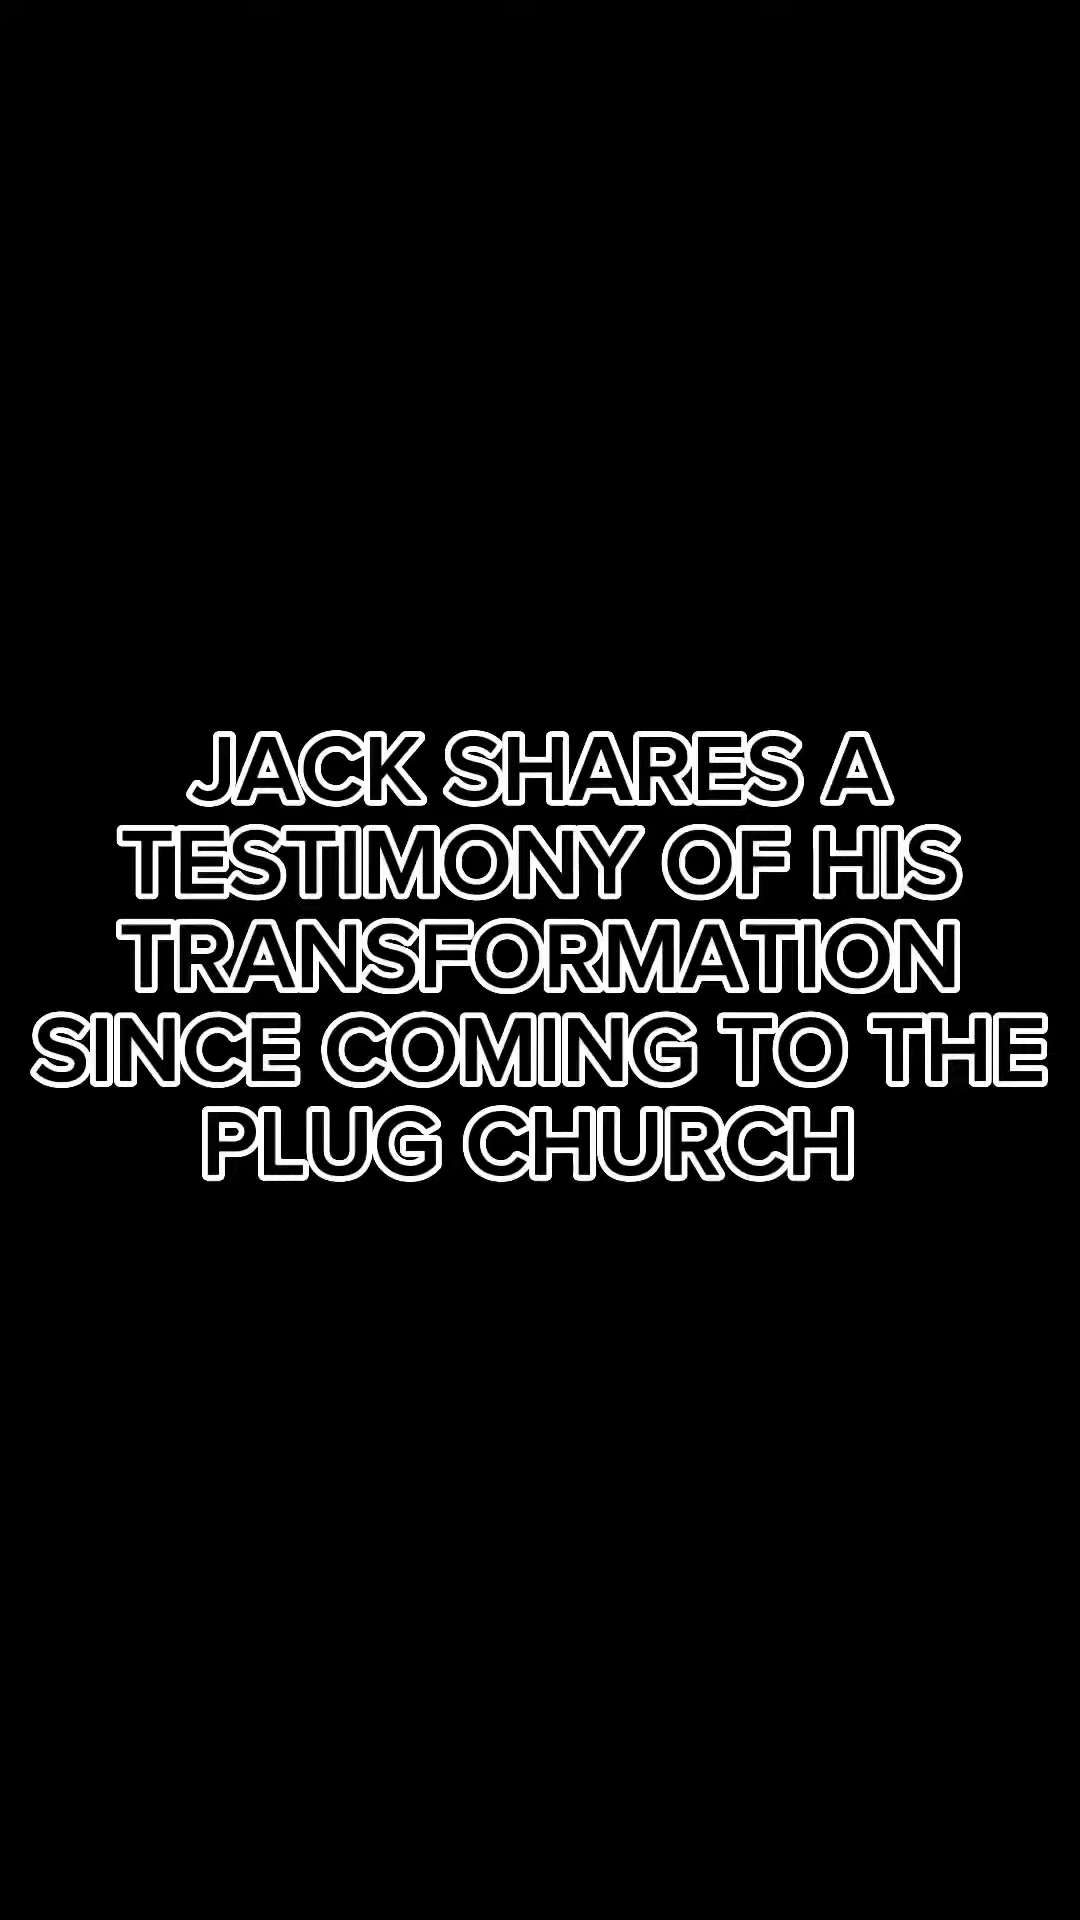 JACK SHARES A
TESTIMONY OF HIS
TRANSFORMATION
SINCE COMING TO THE
PLUG CHURCH